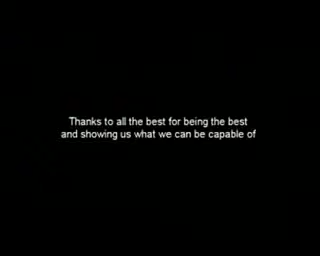 Thanks to all the best for being the best
and showing us what we can be capable of